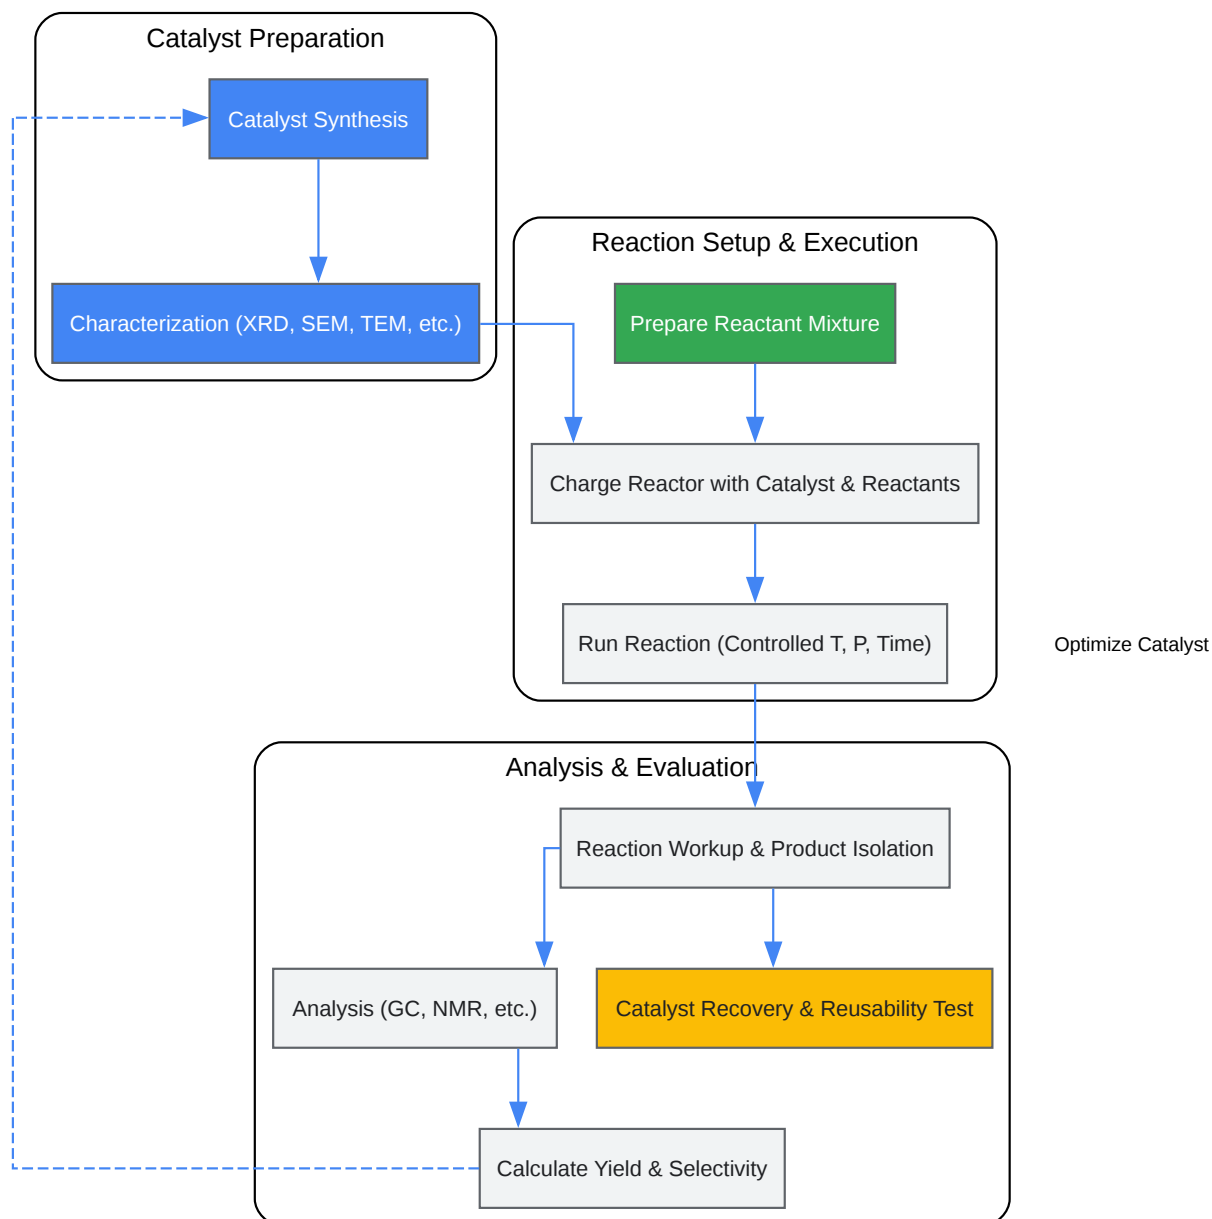 Catalyst Preparation
Catalyst Synthesis
Characterization (XRD, SEM, TEM, etc.)
Reaction Setup & Execution
Prepare Reactant Mixture
Charge Reactor with Catalyst & Reactants
Run Reaction (Controlled T, P, Time)
Optimize Catalyst
Analysis & Evaluation
Reaction Workup & Product Isolation
Analysis (GC, NMR, etc.)
Catalyst Recovery & Reusability Test
Calculate Yield & Selectivity